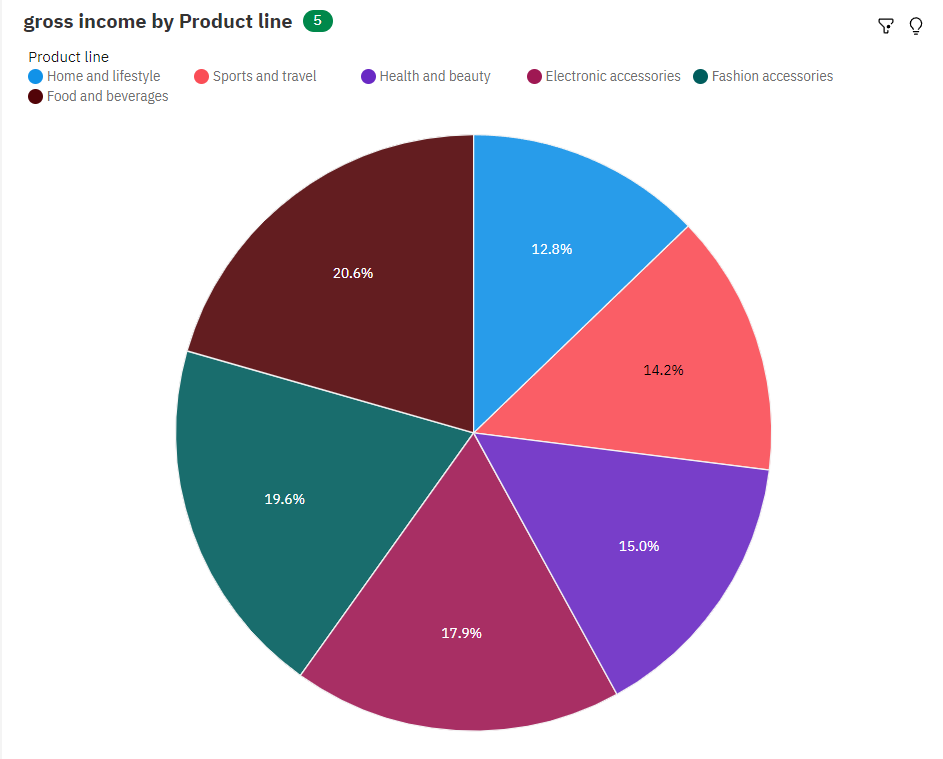 gross income by Product line 5
Product line
Home and lifestyle Sports and travel Health and beauty Electronic accessories Fashion accessories
Food and beverages
12.8%
20.6%
14.2%
19.6%
15.0%
17.9%